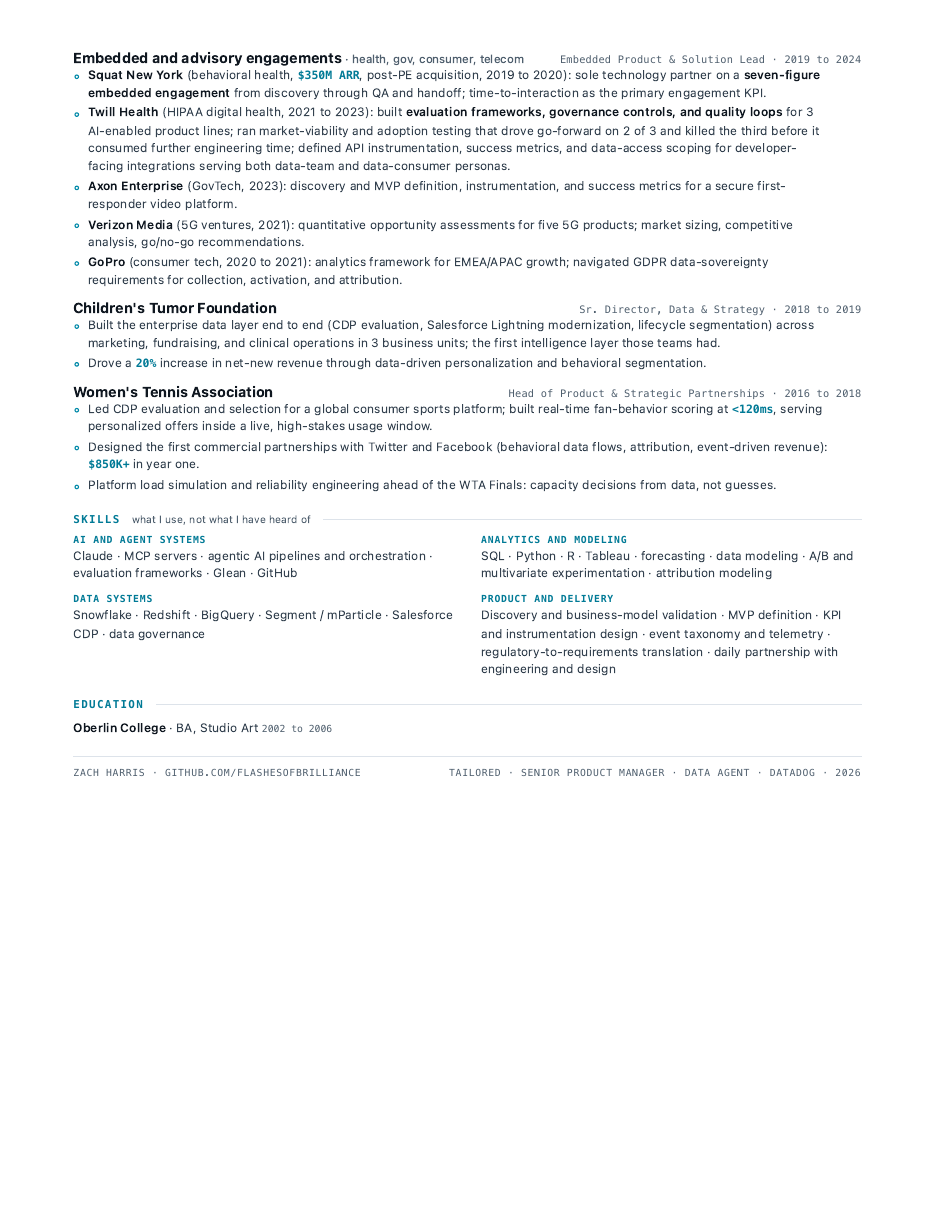 Embedded and advisory engagements · health, gov, consumer, telecom Embedded Product & Solution Lead · 2019 to 2024
Squat New York (behavioral health, $350M ARR, post-PE acquisition, 2019 to 2020): sole technology partner on a seven-figure
embedded engagement from discovery through QA and handoff; time-to-interaction as the primary engagement KPI.
Twill Health (HIPAA digital health, 2021 to 2023): built evaluation frameworks, governance controls, and quality loops for 3
AI-enabled product lines; ran market-viability and adoption testing that drove go-forward on 2 of 3 and killed the third before it
consumed further engineering time; defined API instrumentation, success metrics, and data-access scoping for developer-
facing integrations serving both data-team and data-consumer personas.
Axon Enterprise (GovTech, 2023): discovery and MVP definition, instrumentation, and success metrics for a secure first-
responder video platform.
Verizon Media (5G ventures, 2021): quantitative opportunity assessments for five 5G products; market sizing, competitive
analysis, go/no-go recommendations.
GoPro (consumer tech, 2020 to 2021): analytics framework for EMEA/APAC growth; navigated GDPR data-sovereignty
requirements for collection, activation, and attribution.
Children's Tumor Foundation Sr. Director, Data & Strategy · 2018 to 2019
Built the enterprise data layer end to end (CDP evaluation, Salesforce Lightning modernization, lifecycle segmentation) across
marketing, fundraising, and clinical operations in 3 business units; the first intelligence layer those teams had.
Drove a 20% increase in net-new revenue through data-driven personalization and behavioral segmentation.
Women's Tennis Association Head of Product & Strategic Partnerships · 2016 to 2018
Led CDP evaluation and selection for a global consumer sports platform; built real-time fan-behavior scoring at <120ms, serving
personalized offers inside a live, high-stakes usage window.
Designed the first commercial partnerships with Twitter and Facebook (behavioral data flows, attribution, event-driven revenue):
$850K+ in year one.
Platform load simulation and reliability engineering ahead of the WTA Finals: capacity decisions from data, not guesses.
SKILLS what I use, not what I have heard of
AI AND AGENT SYSTEMS
Claude · MCP servers · agentic AI pipelines and orchestration ·
evaluation frameworks · Glean · GitHub
ANALYTICS AND MODELING
SQL · Python · R · Tableau · forecasting · data modeling · A/B and
multivariate experimentation · attribution modeling
DATA SYSTEMS
Snowflake · Redshift · BigQuery · Segment / mParticle · Salesforce
CDP · data governance
PRODUCT AND DELIVERY
Discovery and business-model validation · MVP definition · KPI
and instrumentation design · event taxonomy and telemetry ·
regulatory-to-requirements translation · daily partnership with
engineering and design
EDUCATION
Oberlin College · BA, Studio Art 2002 to 2006
ZACH HARRIS · GITHUB.COM/FLASHESOFBRILLIANCE TAILORED · SENIOR PRODUCT MANAGER · DATA AGENT · DATADOG · 2026